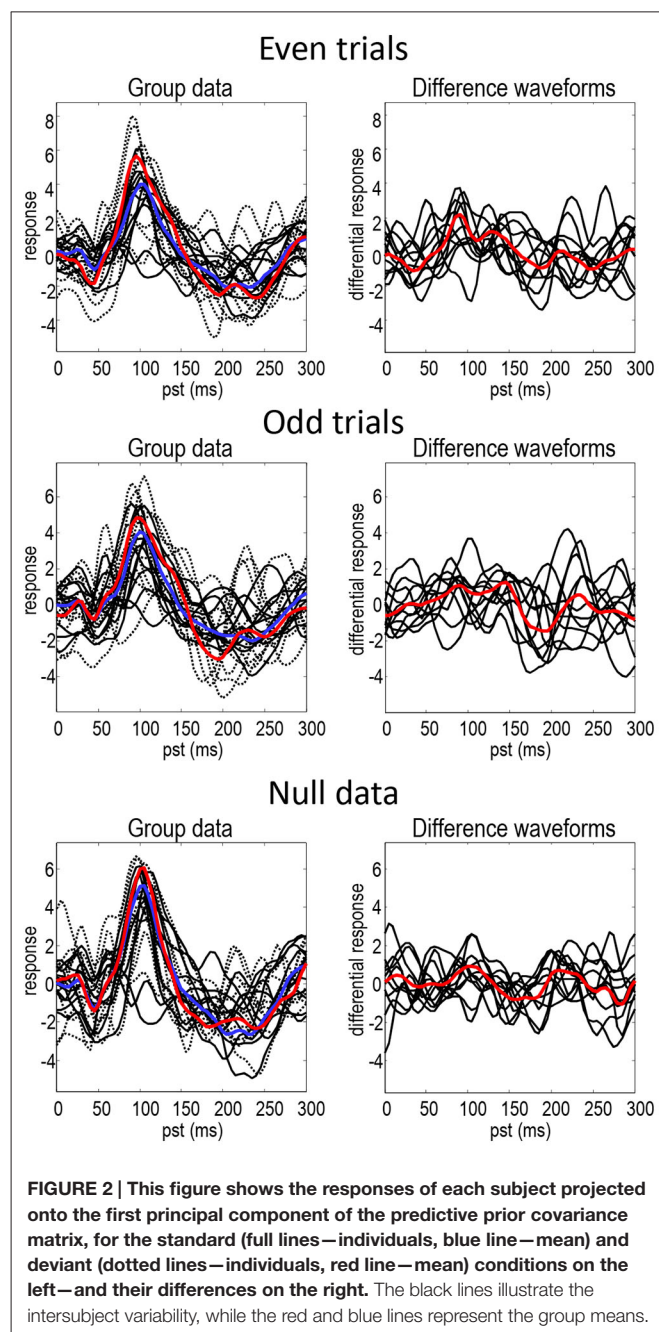 Even trials
Group data
Difference waveforms
response
8
6
4
2
0
-2
-4
0 50 100 150 200 250 300
pst (ms)
differential response
8
6
4
2
0
-2
-4
0 50 100 150 200 250 300
pst (ms)
Odd trials
Group data
Difference waveforms
response
6
4
2
0
-2
-4
0 50 100 150 200 250 300
pst (ms)
differential response
6
4
2
0
-2
-4
0 50 100 150 200 250 300
pst (ms)
Null data
Group data
Difference waveforms
response
6
4
2
0
-2
-4
0 50 100 150 200 250 300
pst (ms)
differential response
6
4
2
0
-2
-4
0 50 100 150 200 250 300
pst (ms)
FIGURE 2 | This figure shows the responses of each subject projected
onto the first principal component of the predictive prior covariance
matrix, for the standard (full lines—individuals, blue line—mean) and
deviant (dotted lines—individuals, red line—mean) conditions on the
left—and their differences on the right. The black lines illustrate the
intersubject variability, while the red and blue lines represent the group means.